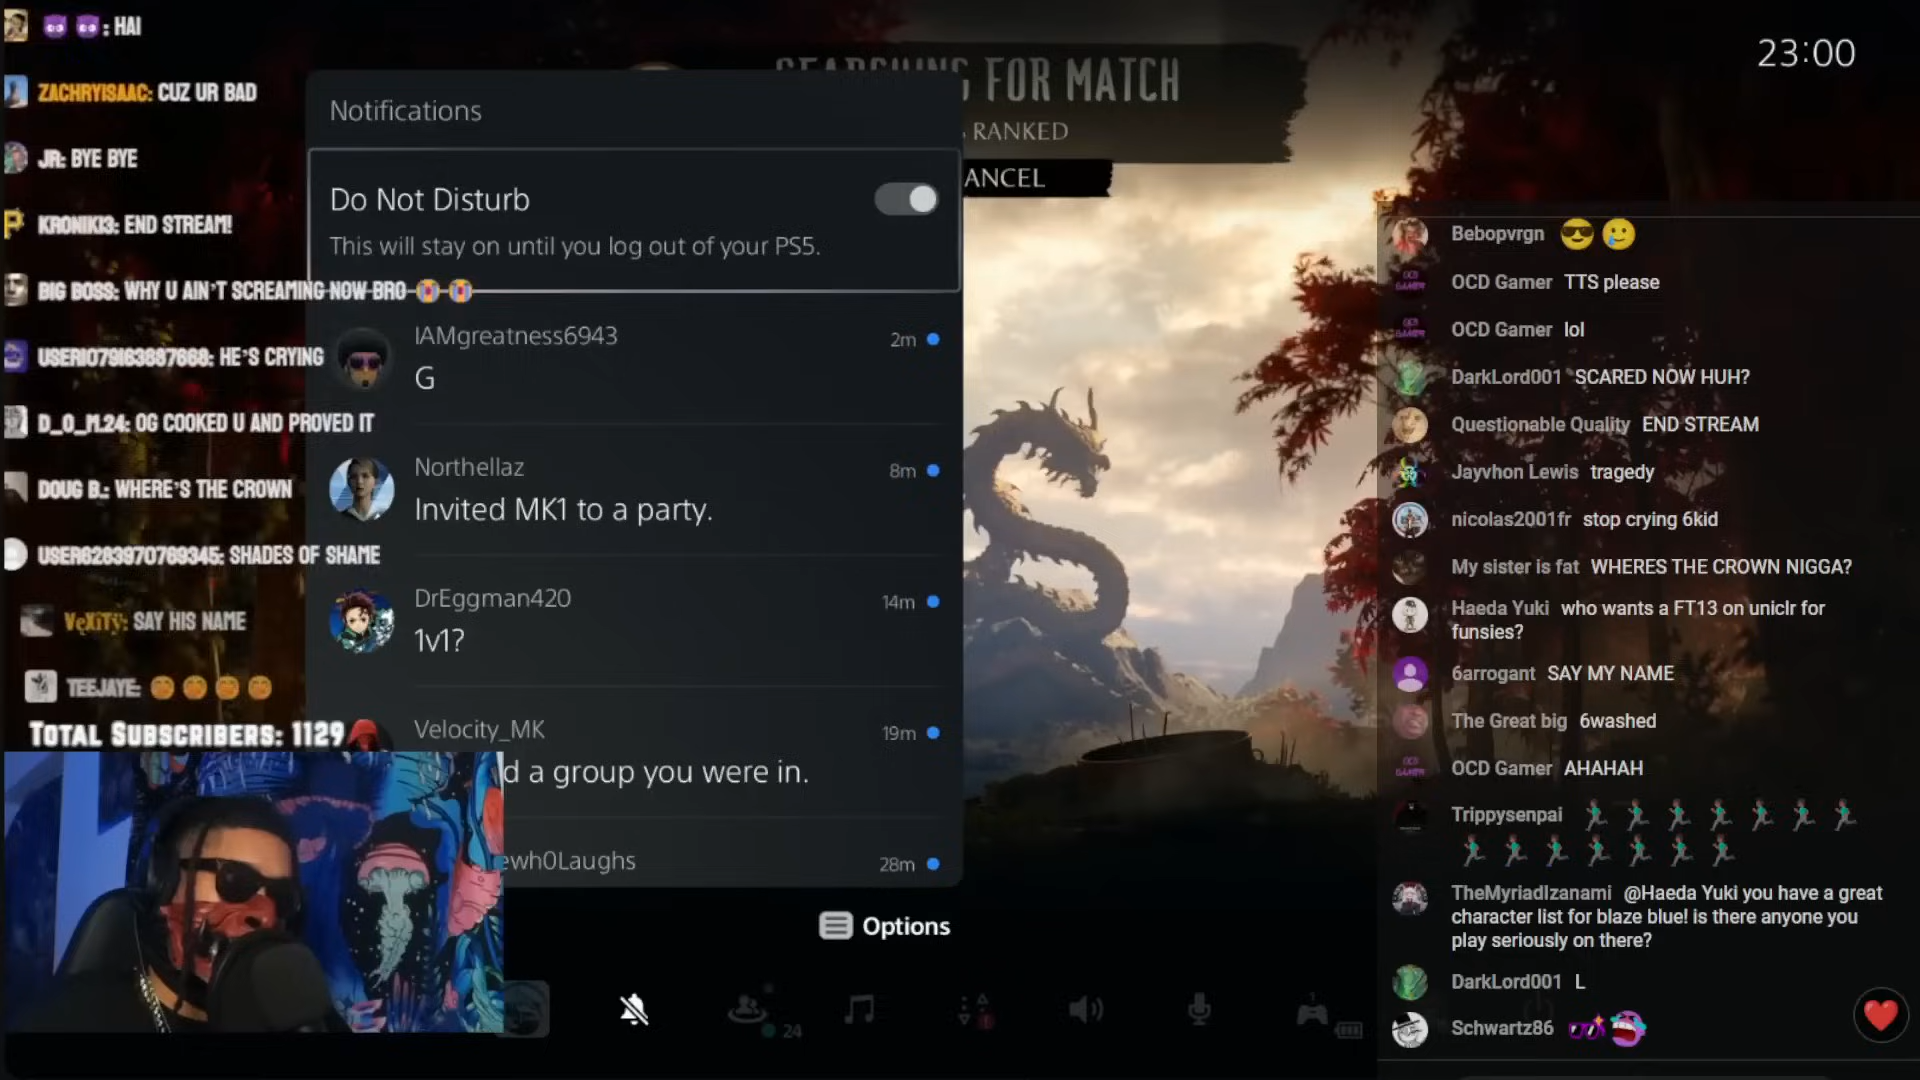 : HAI
ZACHRYISAAC: CUZ UR BAD
JR: BYE BYE
KRONIK13: END STREAM!
BIG BOSS: WHY U AIN'T SCREAMING NOW BRO
USER1079163887668: HE'S CRYING
D_O_M.24: OG COOKED U AND PROVED IT
DOUG B.: WHERE'S THE CROWN
USER62839707693​45: SHADES OF SHAME
VeXiTy: SAY HIS NAME
TEEJAYE:
TOTAL SUBSCRIBERS: 1129
SEARCHING FOR MATCH
RANKED
ANCEL
23:00
Notifications
Do Not Disturb
This will stay on until you log out of your PS5.
IAMgreatness6943
2m
G
Northellaz
8m
Invited MK1 to a party.
DrEggman420
14m
1v1?
Velocity_MK
19m
d a group you were in.
ewh0Laughs
28m
Options
24
1
1
Bebopvrgn
OCD Gamer TTS please
OCD Gamer lol
DarkLord001 SCARED NOW HUH?
Questionable Quality END STREAM
Jayvhon Lewis tragedy
nicolas2001fr stop crying 6kid
My sister is fat WHERES THE CROWN NIGGA?
Haeda Yuki who wants a FT13 on uniclr for
funsies?
6arrogant SAY MY NAME
The Great big 6washed
OCD Gamer AHAHAH
Trippysenpai
TheMyriadIzanami @Haeda Yuki you have a great
character list for blaze blue! is there anyone you
play seriously on there?
DarkLord001 L
Schwartz86